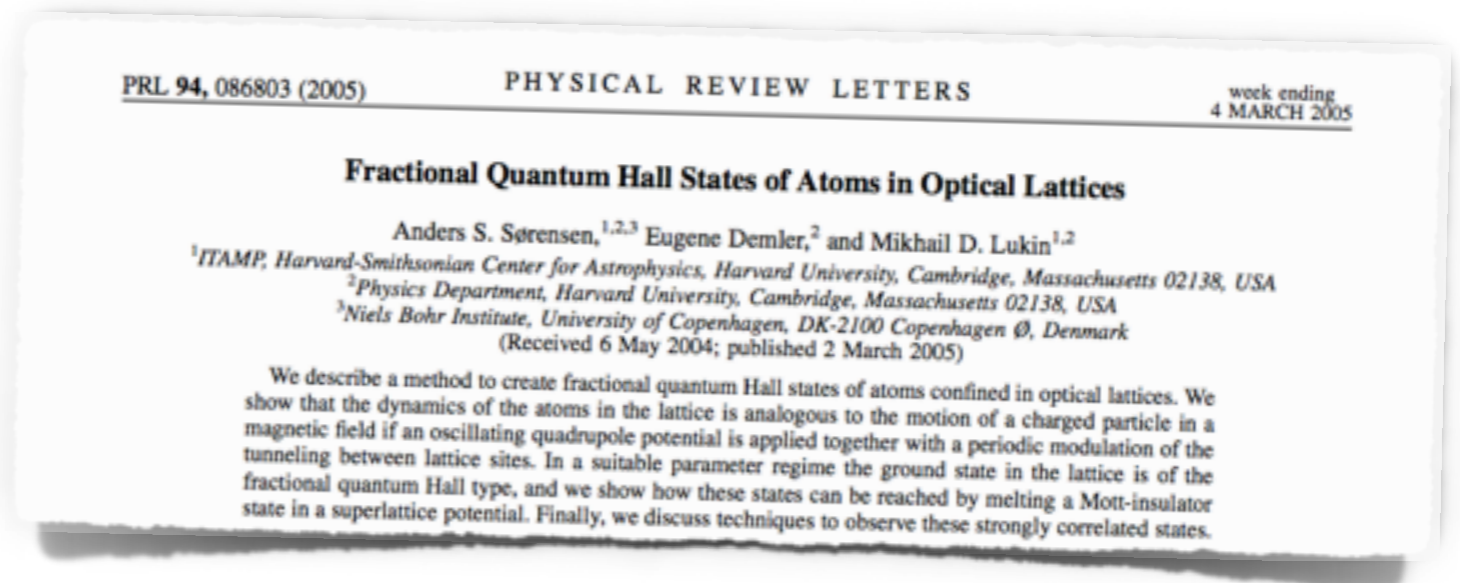 PRL 94, 086803 (2005)
PHYSICAL REVIEW LETTERS
week ending
4 MARCH 2005
Fractional Quantum Hall States of Atoms in Optical Lattices
Anders S. Sørensen,1,2,3 Eugene Demler,2 and Mikhail D. Lukin1,2
1ITAMP, Harvard-Smithsonian Center for Astrophysics, Harvard University, Cambridge, Massachusetts 02138, USA
2Physics Department, Harvard University, Cambridge, Massachusetts 02138, USA
3Niels Bohr Institute, University of Copenhagen, DK-2100 Copenhagen Ø, Denmark
(Received 6 May 2004; published 2 March 2005)
We describe a method to create fractional quantum Hall states of atoms confined in optical lattices. We
show that the dynamics of the atoms in the lattice is analogous to the motion of a charged particle in a
magnetic field if an oscillating quadrupole potential is applied together with a periodic modulation of the
tunneling between lattice sites. In a suitable parameter regime the ground state in the lattice is of the
fractional quantum Hall type, and we show how these states can be reached by melting a Mott-insulator
state in a superlattice potential. Finally, we discuss techniques to observe these strongly correlated states.